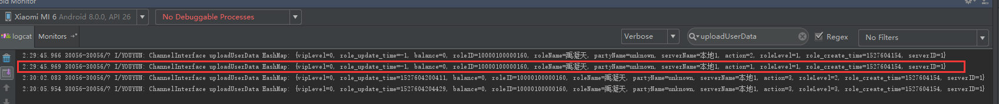 oid Monitor
Xiaomi MI 6 Android 8.0.0, API 26 No Debuggable Processes
logcat Monitors Verbose uploadUserData Regex No Filters
2:29:45.966 30056-30056/? I/YOUYUN: ChannelInterface uploadUserData HashMap: {vipLevel=0, role_update_time=-1, balance=0, roleID=10000100000160, roleName=禹凝天, partyName=unknown, serverName=本地1, action=2, roleLevel=1, role_create_time=1527604154, serverID=1}
2:29:45.969 30056-30056/? I/YOUYUN: ChannelInterface uploadUserData HashMap: {vipLevel=0, role_update_time=-1, balance=0, roleID=10000100000160, roleName=禹凝天, partyName=unknown, serverName=本地1, action=1, roleLevel=1, role_create_time=1527604154, serverID=1}
2:30:02.083 30056-30056/? I/YOUYUN: ChannelInterface uploadUserData HashMap: {vipLevel=0, role_update_time=1527604200411, balance=0, roleID=10000100000160, roleName=禹凝天, partyName=unknown, serverName=本地1, action=3, roleLevel=2, role_create_time=1527604154, serverID=1}
2:30:05.954 30056-30056/? I/YOUYUN: ChannelInterface uploadUserData HashMap: {vipLevel=0, role_update_time=1527604204429, balance=0, roleID=10000100000160, roleName=禹凝天, partyName=unknown, serverName=本地1, action=3, roleLevel=3, role_create_time=1527604154, serverID=1}